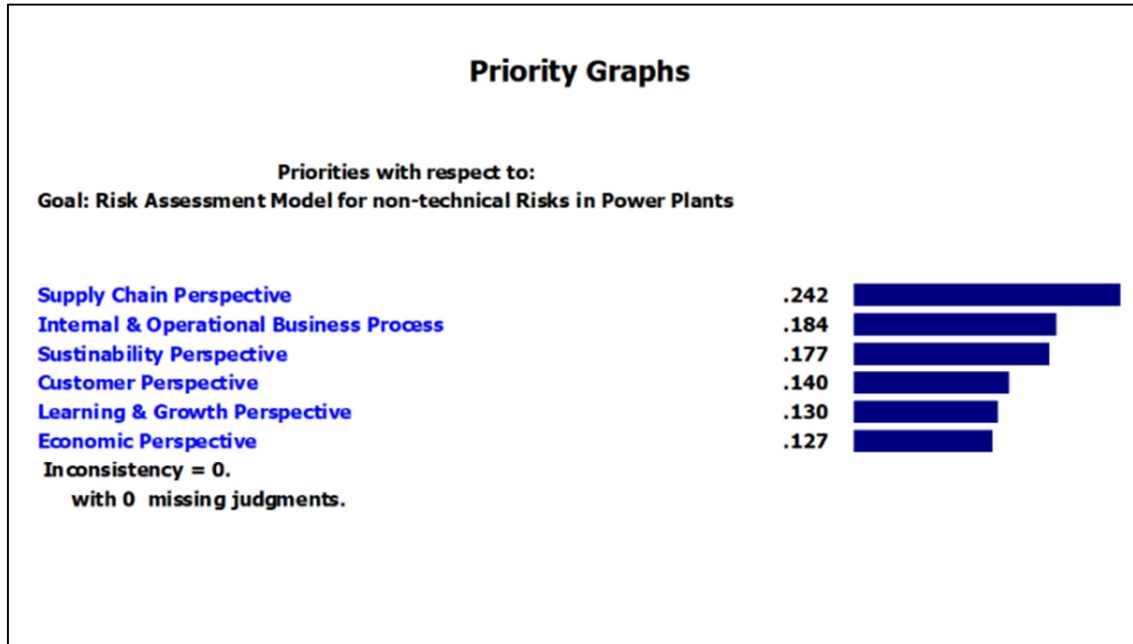 Priority Graphs
Priorities with respect to:
Goal: Risk Assessment Model for non-technical Risks in Power Plants
Supply Chain Perspective .242
Internal & Operational Business Process .184
Sustinability Perspective .177
Customer Perspective .140
Learning & Growth Perspective .130
Economic Perspective .127
Inconsistency = 0.
with 0 missing judgments.